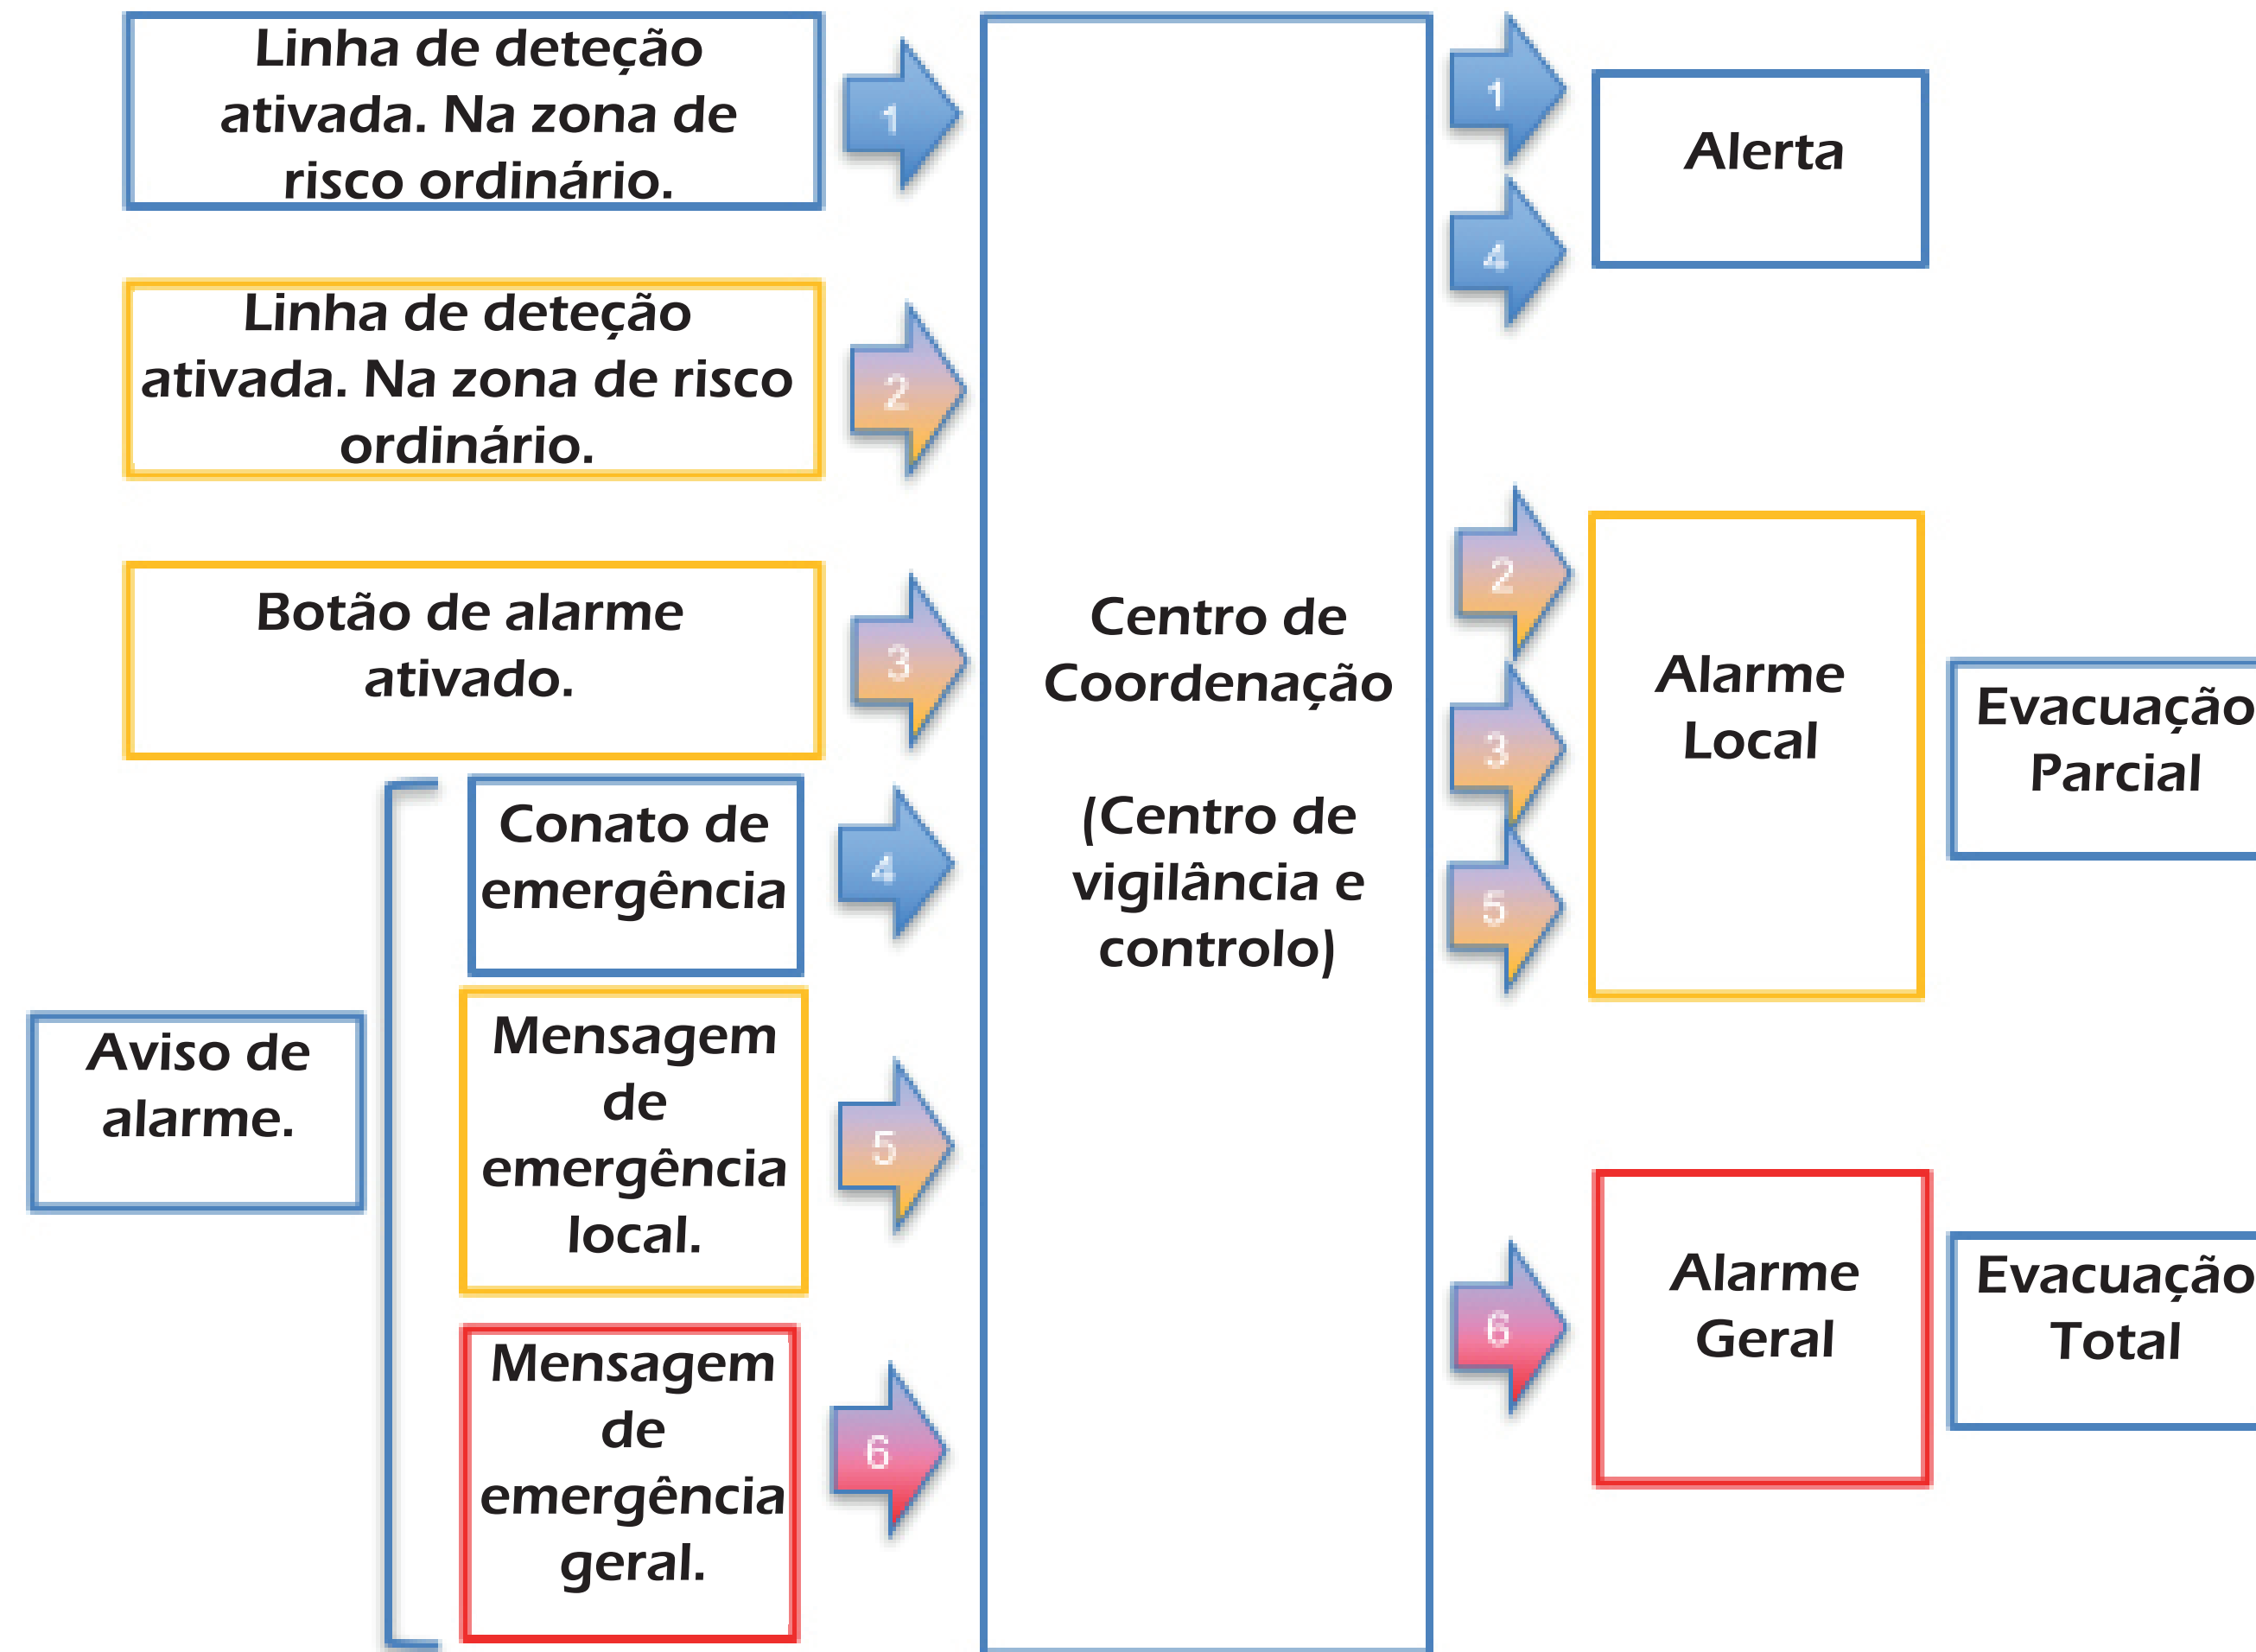 Linha de deteção
ativada. Na zona de
risco ordinário.
1
Linha de deteção
ativada. Na zona de risco
ordinário.
2
Botão de alarme
ativado.
3
Aviso de
alarme.
Conato de
emergência
4
Mensagem
de
emergência
local.
5
Mensagem
de
emergência
geral.
6
Centro de
Coordenação
(Centro de
vigilância e
controlo)
1
4
Alerta
2
3
5
Alarme
Local
Evacuação
Parcial
6
Alarme
Geral
Evacuação
Total